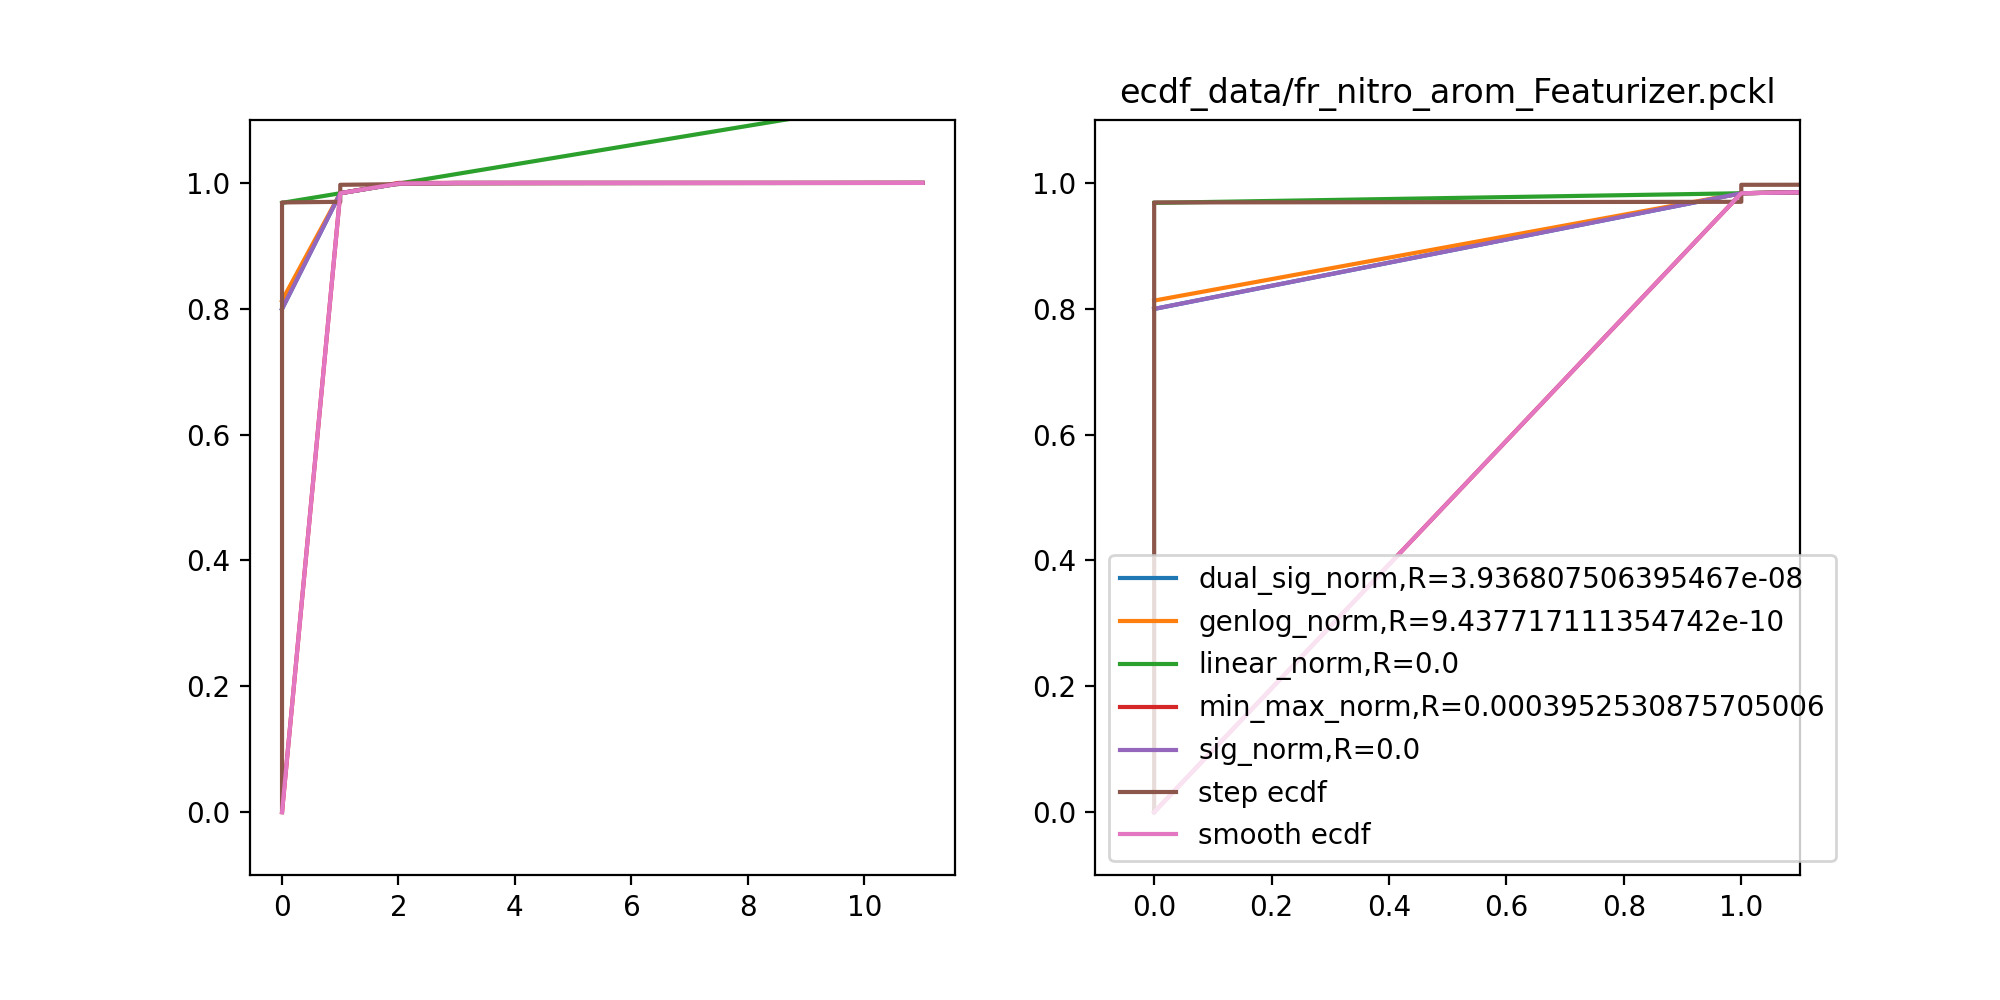 ecdf_data/fr_nitro_arom_Featurizer.pckl
1.0
0.8
0.6
0.4
0.2
0.0
0 2 4 6 8 10
1.0
0.8
0.6
0.4
0.2
0.0
0.0 0.2 0.4 0.6 0.8 1.0
dual_sig_norm,R=3.936807506395467e-08
genlog_norm,R=9.437717111354742e-10
linear_norm,R=0.0
min_max_norm,R=0.0003952530875705006
sig_norm,R=0.0
step ecdf
smooth ecdf